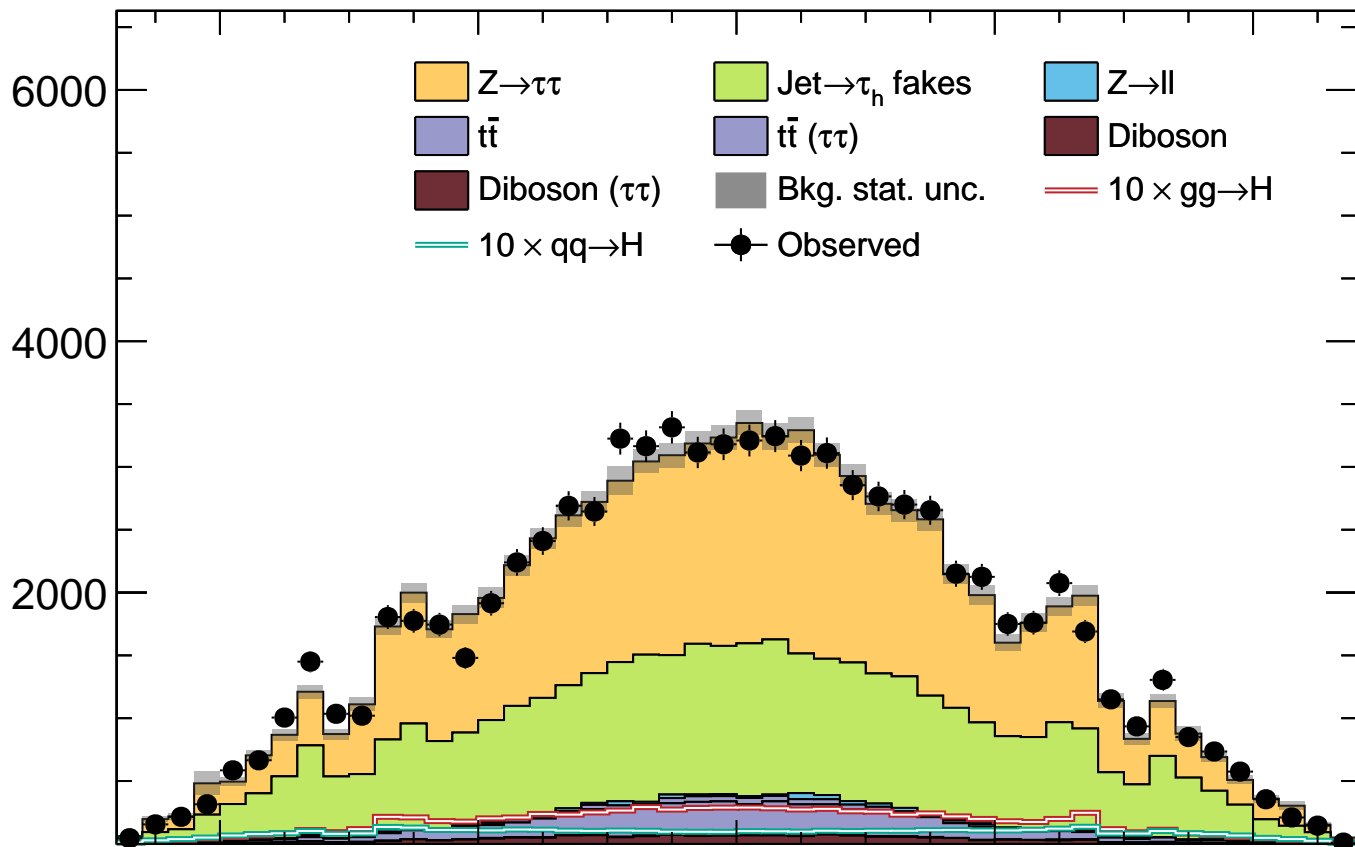 6000
Z→ττ Jet→τh fakes Z→ll
tt̄ tt̄ (ττ) Diboson
Diboson (ττ) Bkg. stat. unc. 10 × gg→H
10 × qq→H Observed
4000
2000